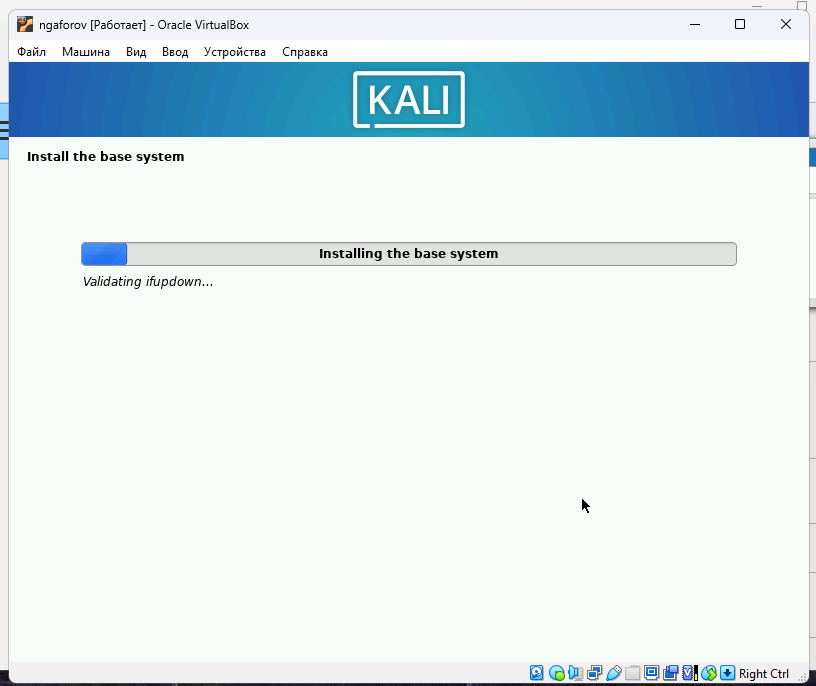 ngaforov [Работает] - Oracle VirtualBox
Файл Машина Вид Ввод Устройства Справка
KALI
Install the base system
Installing the base system
Validating ifupdown...
Right Ctrl